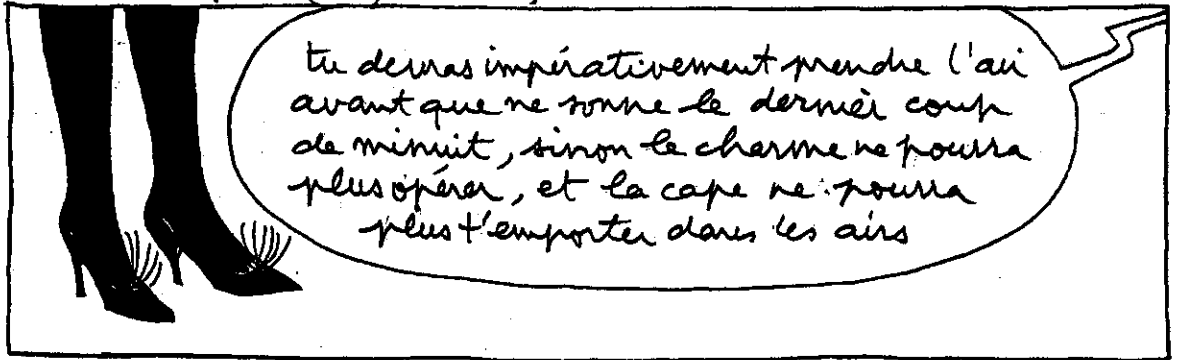 tu devras impérativement prendre l'air
avant que ne sonne le dernier coup
de minuit, sinon le charme ne pourra
plus opérer, et la cape ne pourra
plus t'emporter dans les airs